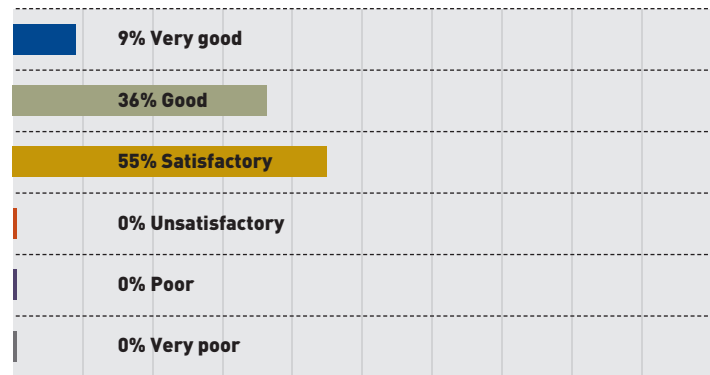 9% Very good
36% Good
55% Satisfactory
0% Unsatisfactory
0% Poor
0% Very poor